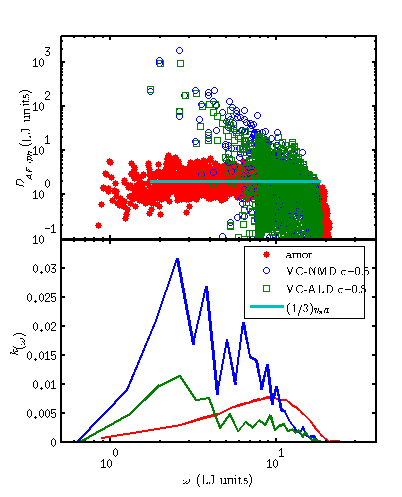 10^3
10^2
10^1
10^0
10^-1
D_AF,ph (LJ units)
amor
VC-NMD c=0.5
VC-ALD c=0.5
(1/3)v_s a
0.03
0.025
0.02
0.015
0.01
0.005
0
k(ω)
10^0
10^1
ω (LJ units)